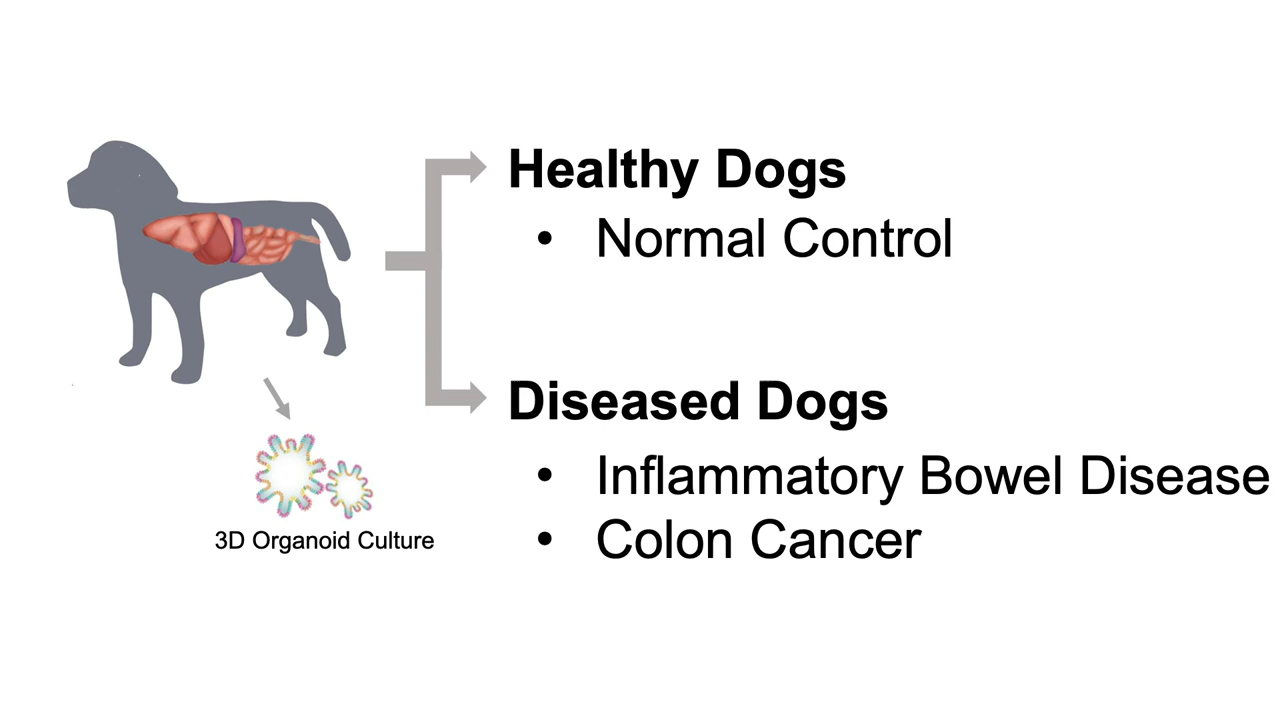 Healthy Dogs
• Normal Control
Diseased Dogs
• Inflammatory Bowel Disease
• Colon Cancer
3D Organoid Culture